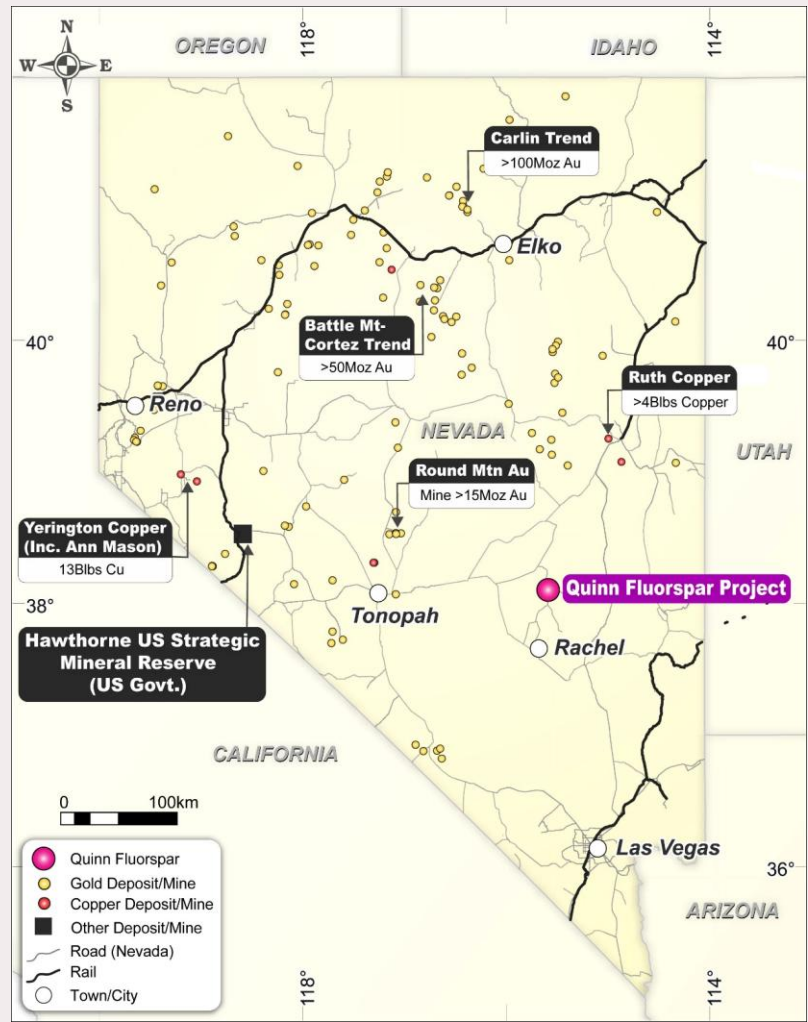 N
W
E
S
OREGON
118°
IDAHO
114°
Carlin Trend
>100Moz Au
Elko
40°
40°
Battle Mt-
Cortez Trend
>50Moz Au
Ruth Copper
>4Blbs Copper
Reno
NEVADA
UTAH
Round Mtn Au
Mine >15Moz Au
Yerington Copper
(Inc. Ann Mason)
13Blbs Cu
Quinn Fluorspar Project
38°
Tonopah
Rachel
Hawthorne US Strategic
Mineral Reserve
(US Govt.)
CALIFORNIA
0
100km
Las Vegas
36°
Quinn Fluorspar
Gold Deposit/Mine
Copper Deposit/Mine
Other Deposit/Mine
Road (Nevada)
Rail
Town/City
ARIZONA
118°
114°